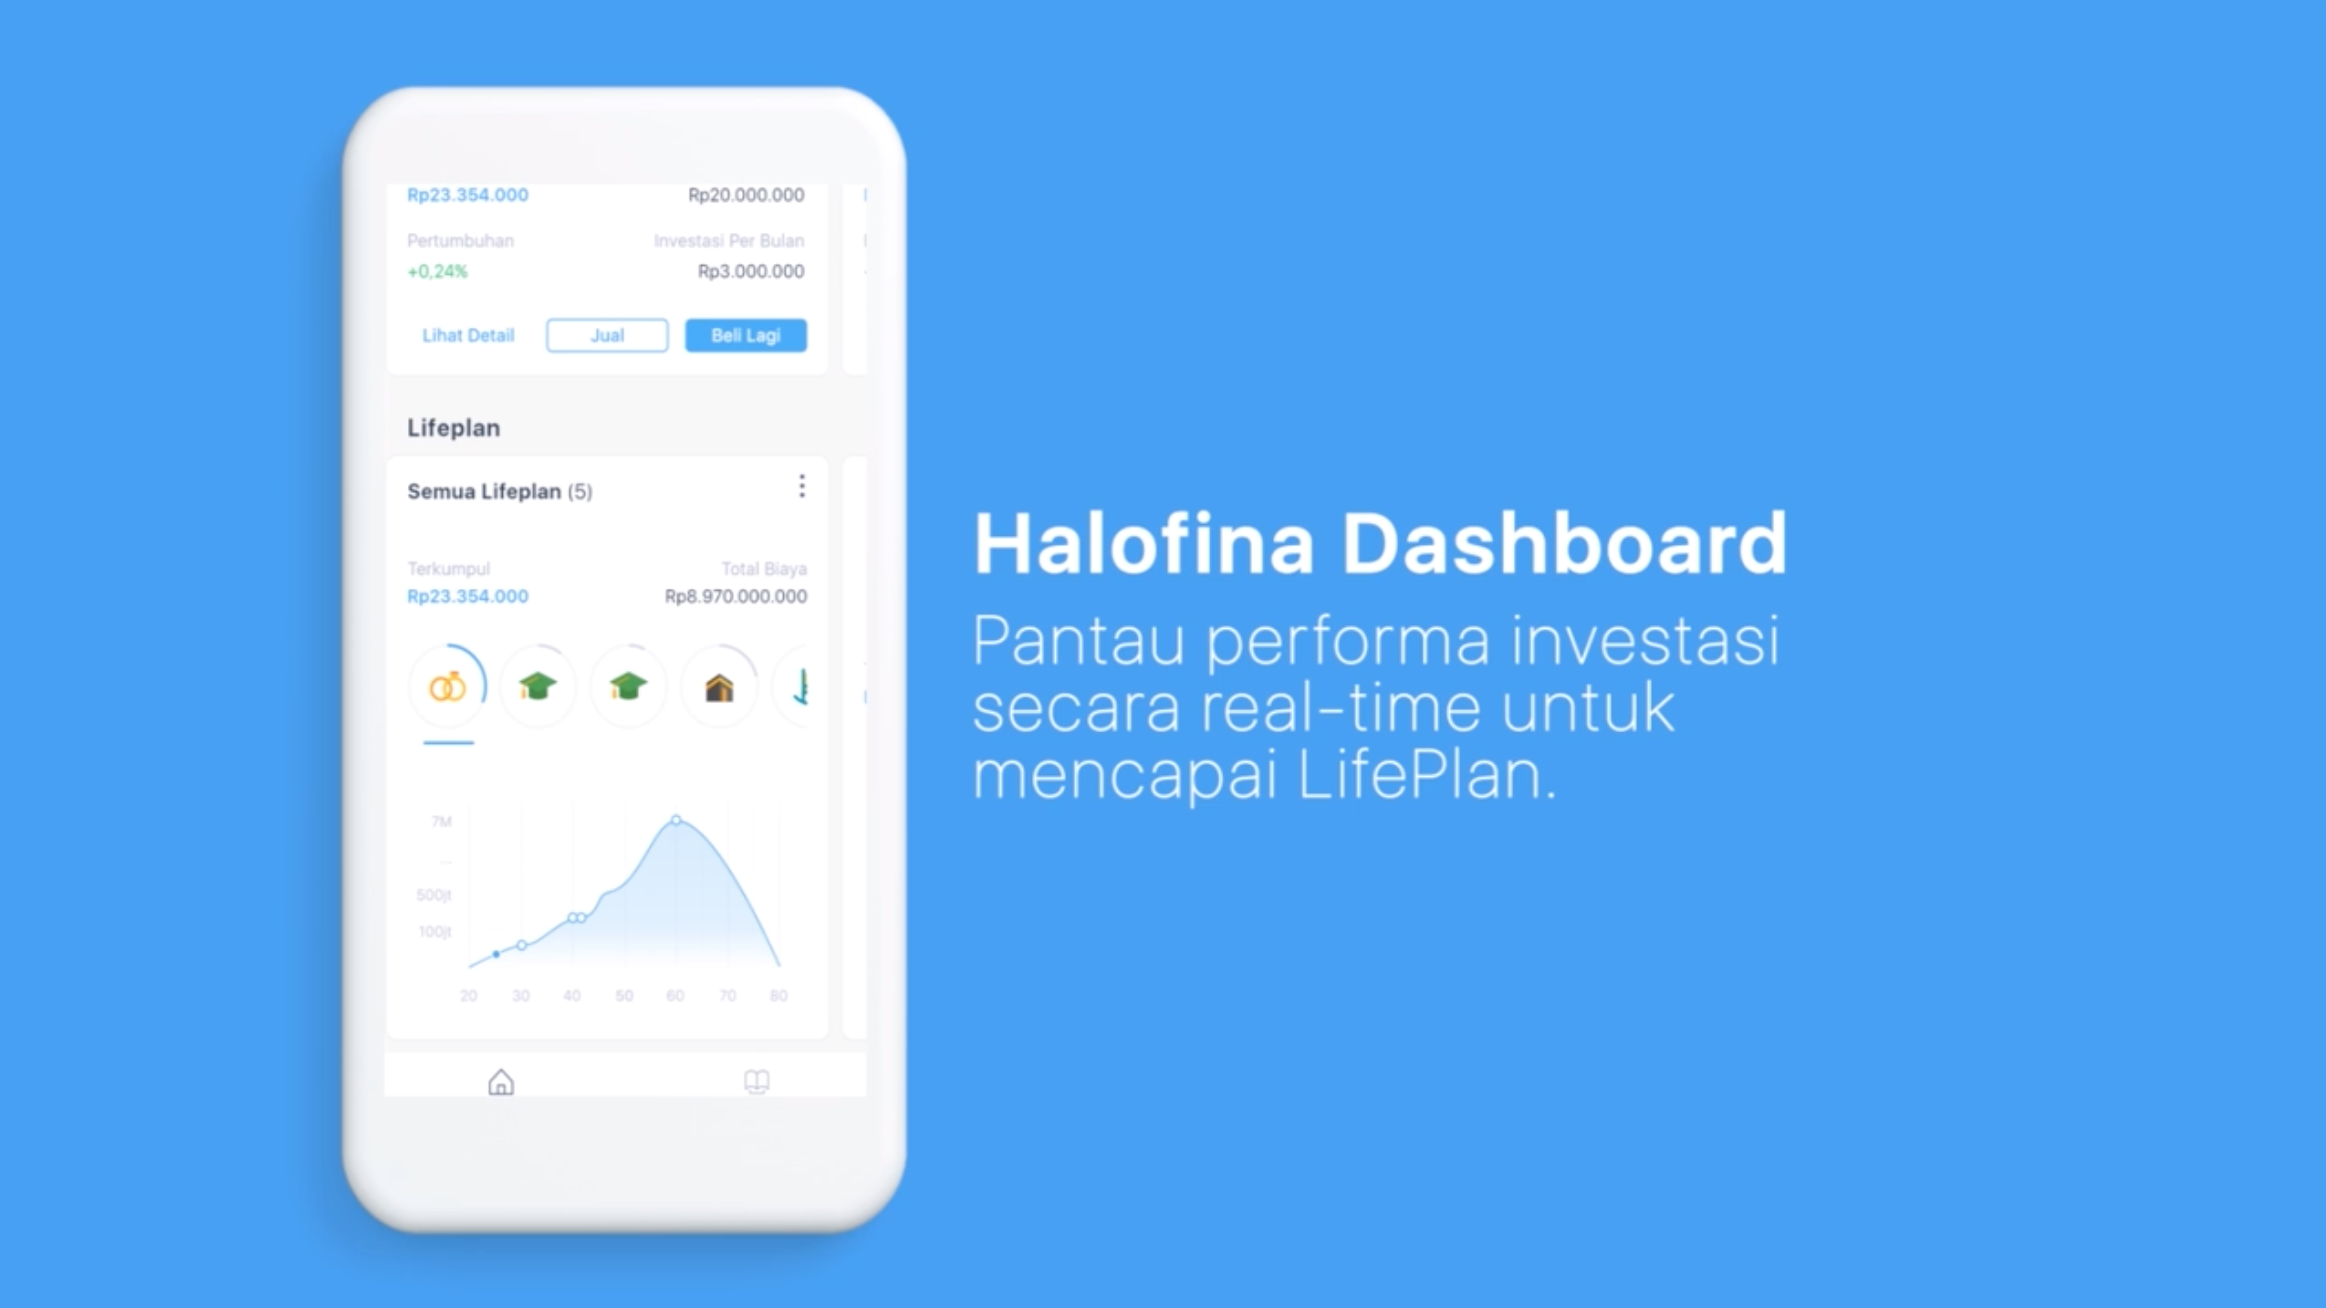 Rp23.354.000 Rp20.000.000
Pertumbuhan Investasi Per Bulan
+0,24% Rp3.000.000
Lihat Detail Jual Beli Lagi
Lifeplan
Semua Lifeplan (5)
Terkumpul Total Biaya
Rp23.354.000 Rp8.970.000.000
7M
...
500jt
100jt
20 30 40 50 60 70 80
Halofina Dashboard
Pantau performa investasi
secara real-time untuk
mencapai LifePlan.